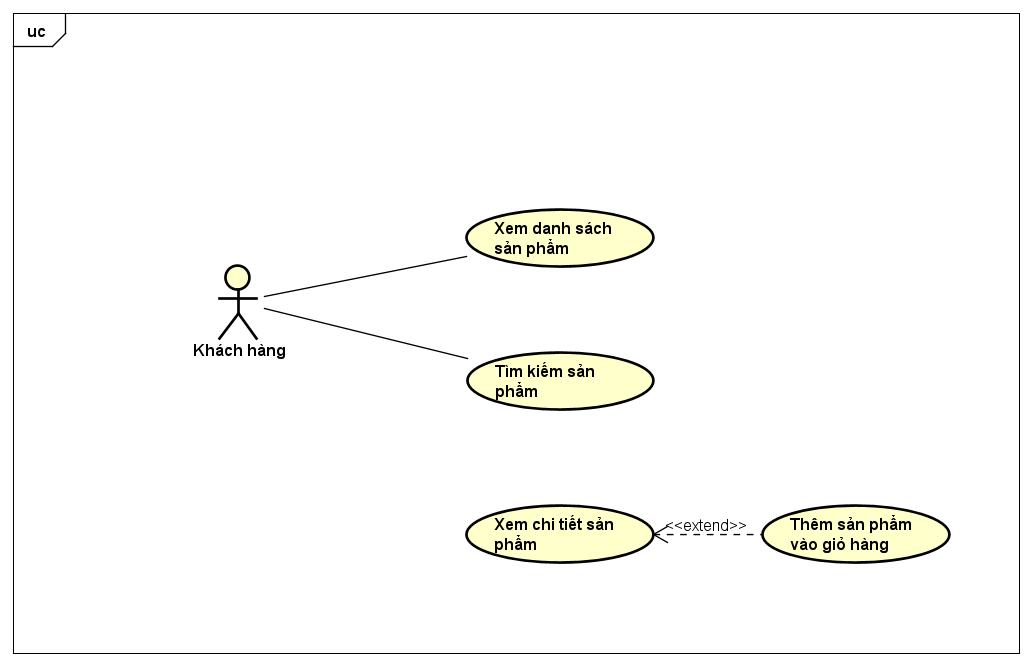 uc
Xem danh sách
sản phẩm
Khách hàng
Tìm kiếm sản
phẩm
Xem chi tiết sản
phẩm
<<extend>>
Thêm sản phẩm
vào giỏ hàng